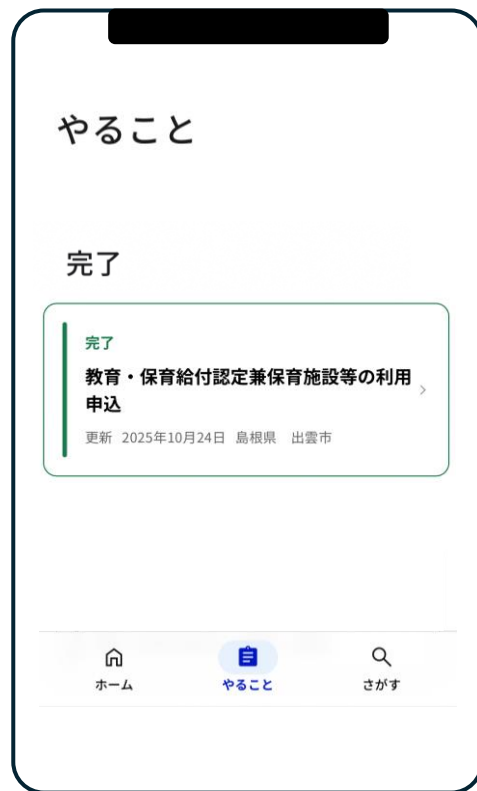 やること
完了
完了
教育・保育給付認定兼保育施設等の利用
申込
更新 2025年10月24日 島根県　出雲市
ホーム
やること
さがす